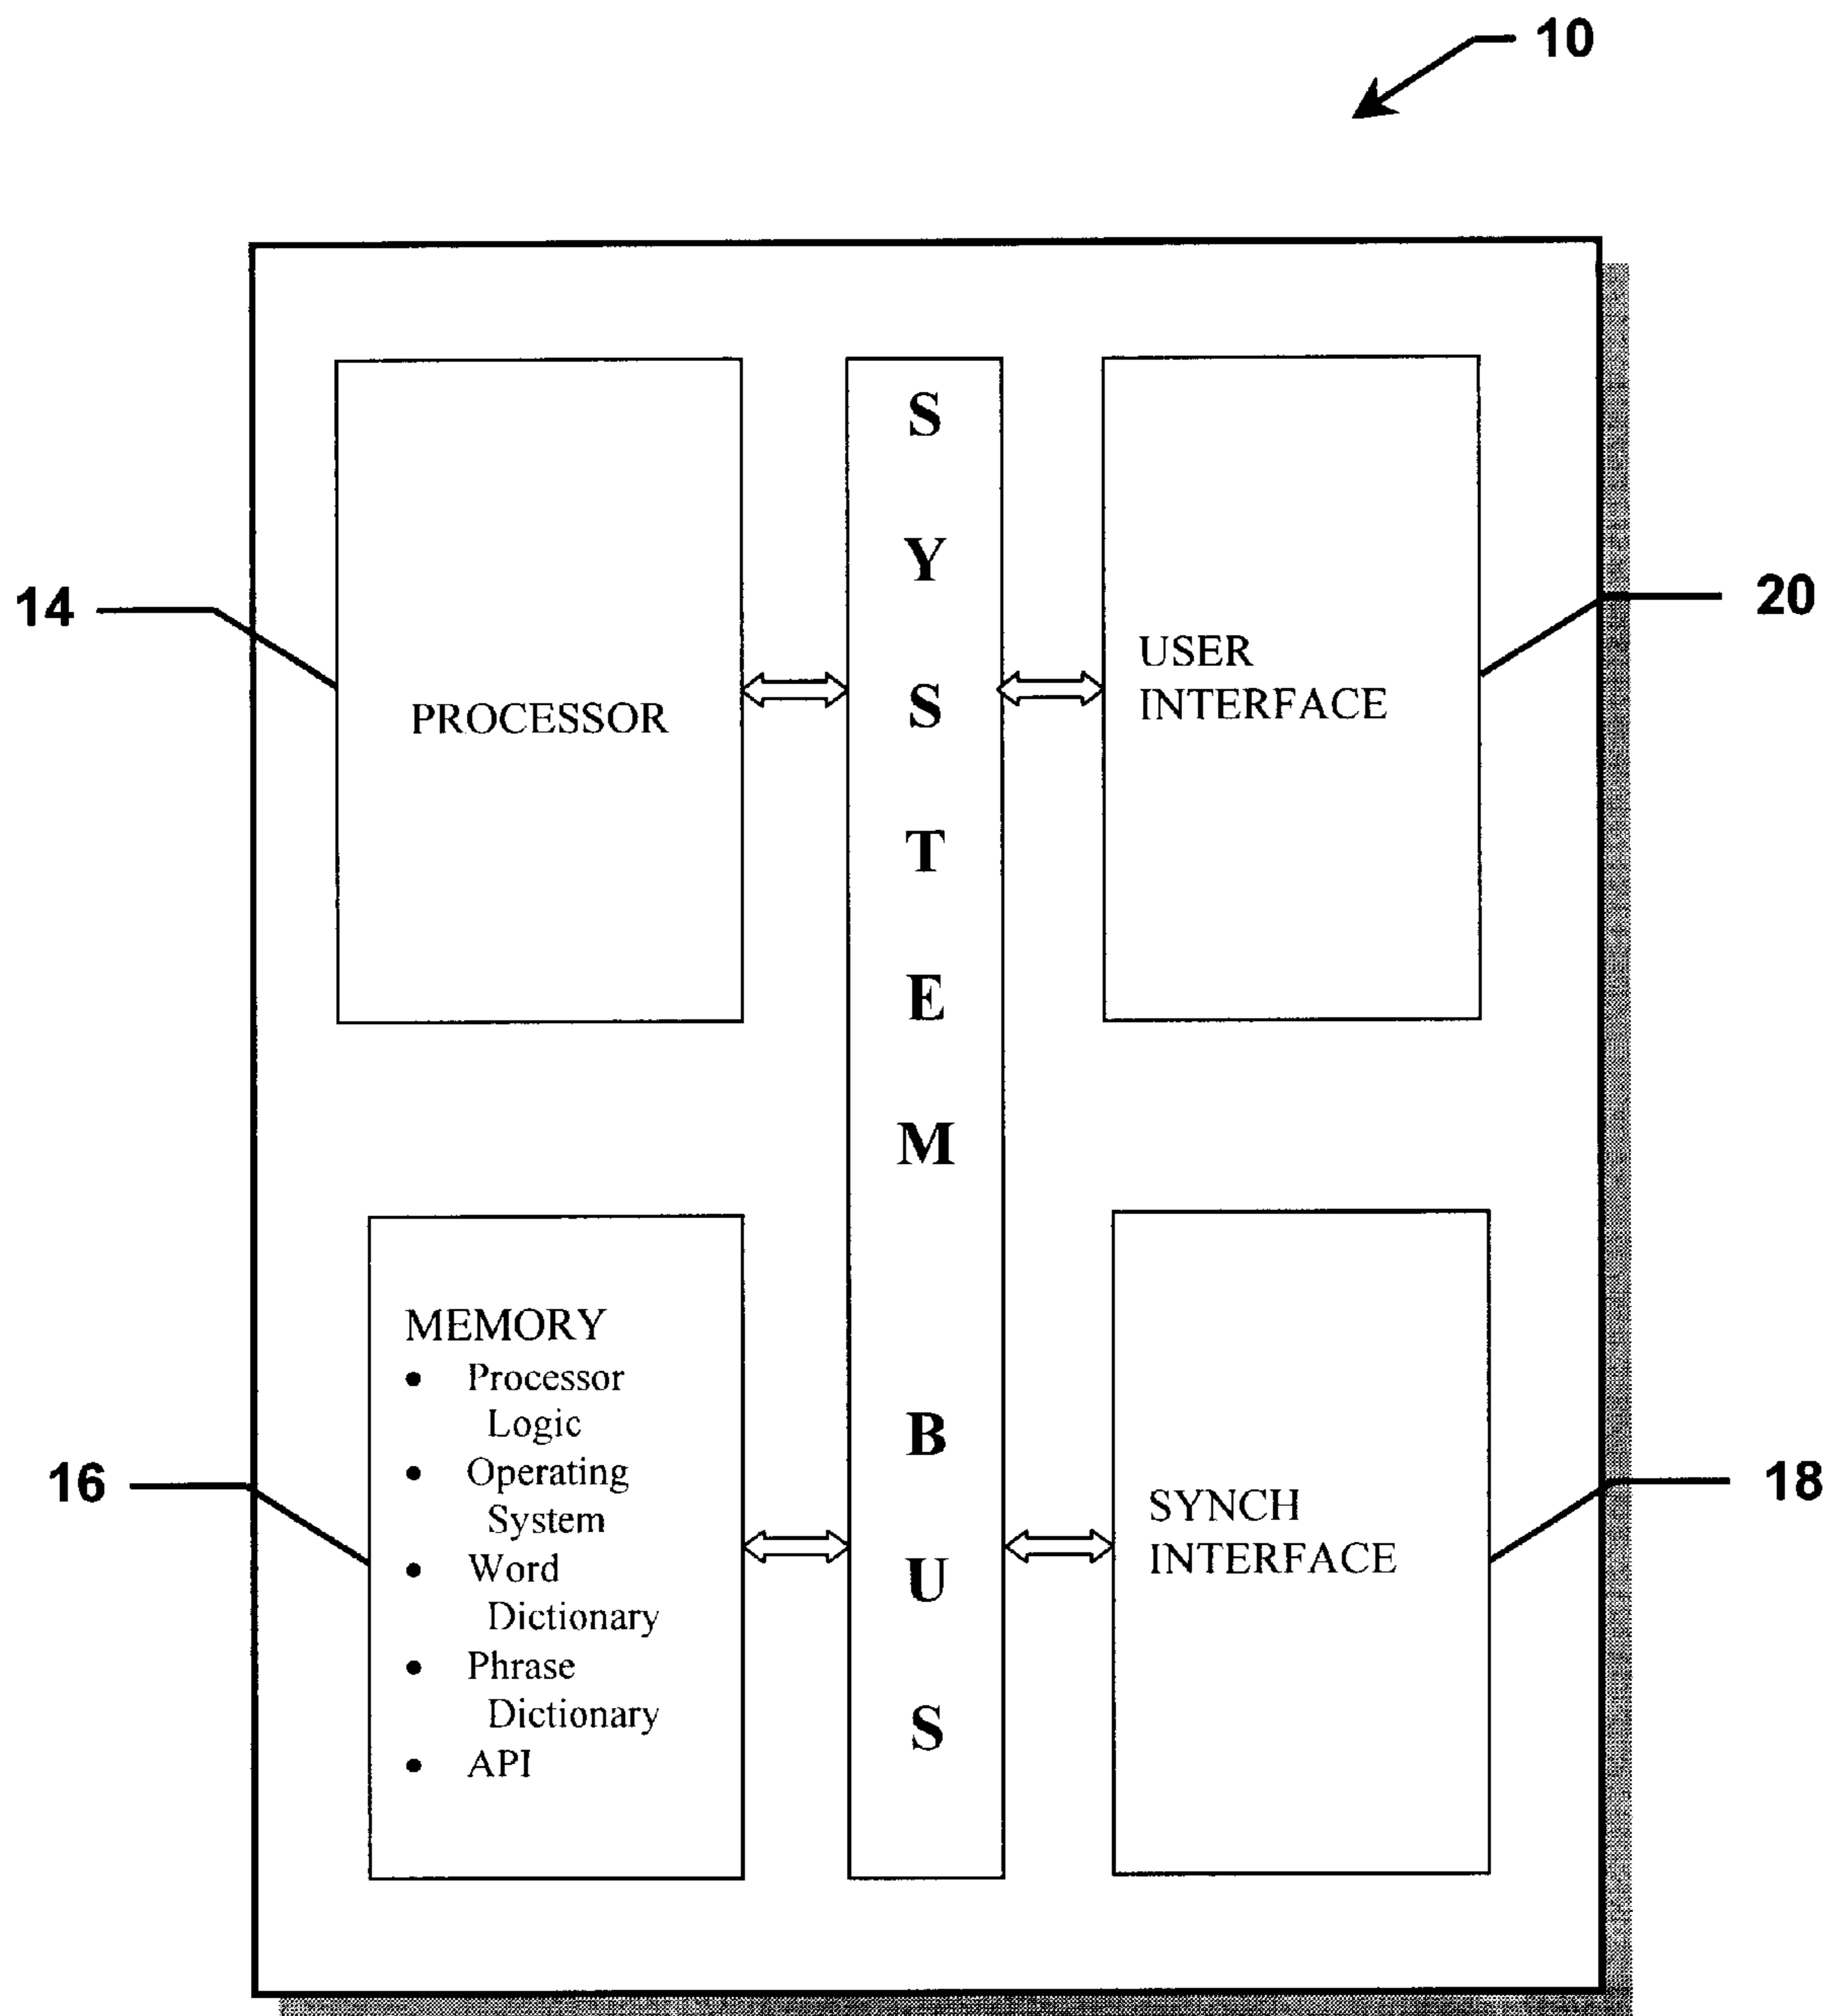 10
14
PROCESSOR
S
Y
S
T
E
M
B
U
S
USER
INTERFACE
20
16
MEMORY
• Processor
Logic
• Operating
System
• Word
Dictionary
• Phrase
Dictionary
• API
SYNCH
INTERFACE
18